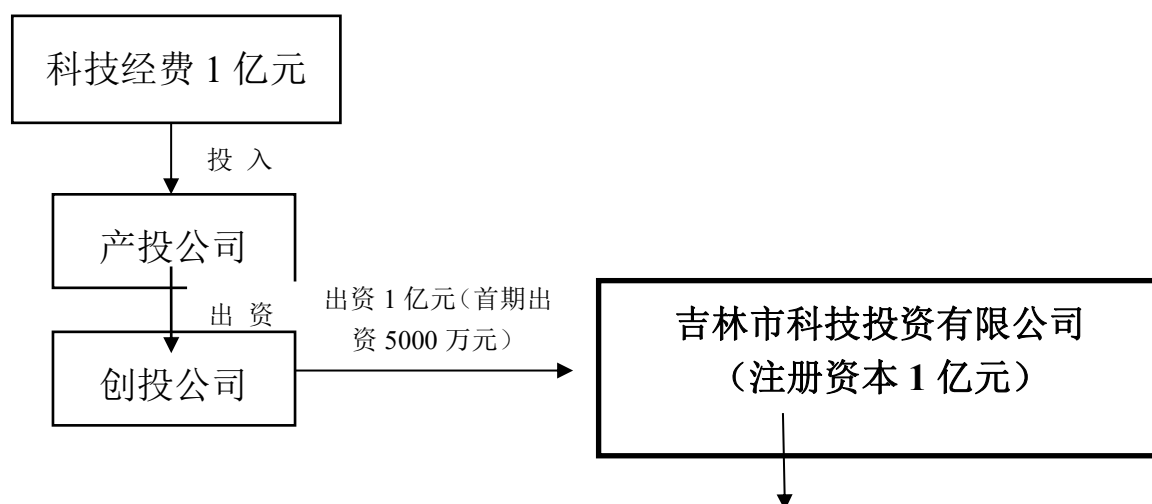 科技经费 1 亿元
投 入
产投公司
出 资
出资 1 亿元（首期出
资 5000 万元）
创投公司
吉林市科技投资有限公司
（注册资本 1 亿元）